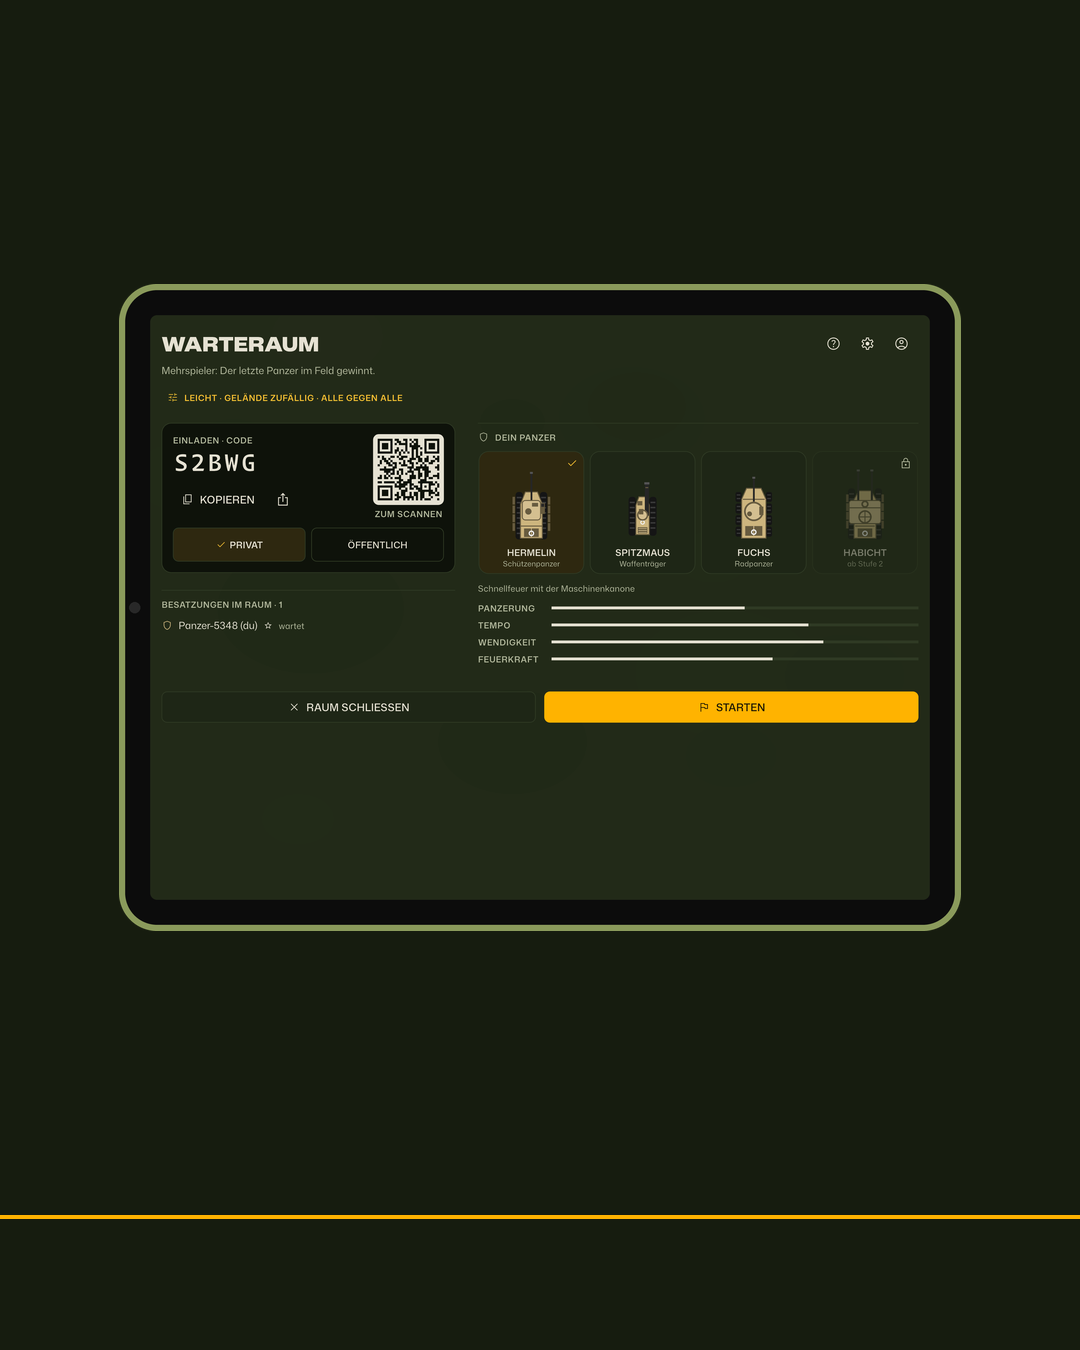 WARTERAUM
Mehrspieler: Der letzte Panzer im Feld gewinnt.
LEICHT · GELÄNDE ZUFÄLLIG · ALLE GEGEN ALLE
EINLADEN · CODE
S2BWG
KOPIEREN
ZUM SCANNEN
PRIVAT
ÖFFENTLICH
BESATZUNGEN IM RAUM · 1
Panzer-5348 (du) wartet
DEIN PANZER
HERMELIN
Schützenpanzer
SPITZMAUS
Waffenträger
FUCHS
Radpanzer
HABICHT
ab Stufe 2
Schnellfeuer mit der Maschinenkanone
PANZERUNG
TEMPO
WENDIGKEIT
FEUERKRAFT
RAUM SCHLIESSEN
STARTEN